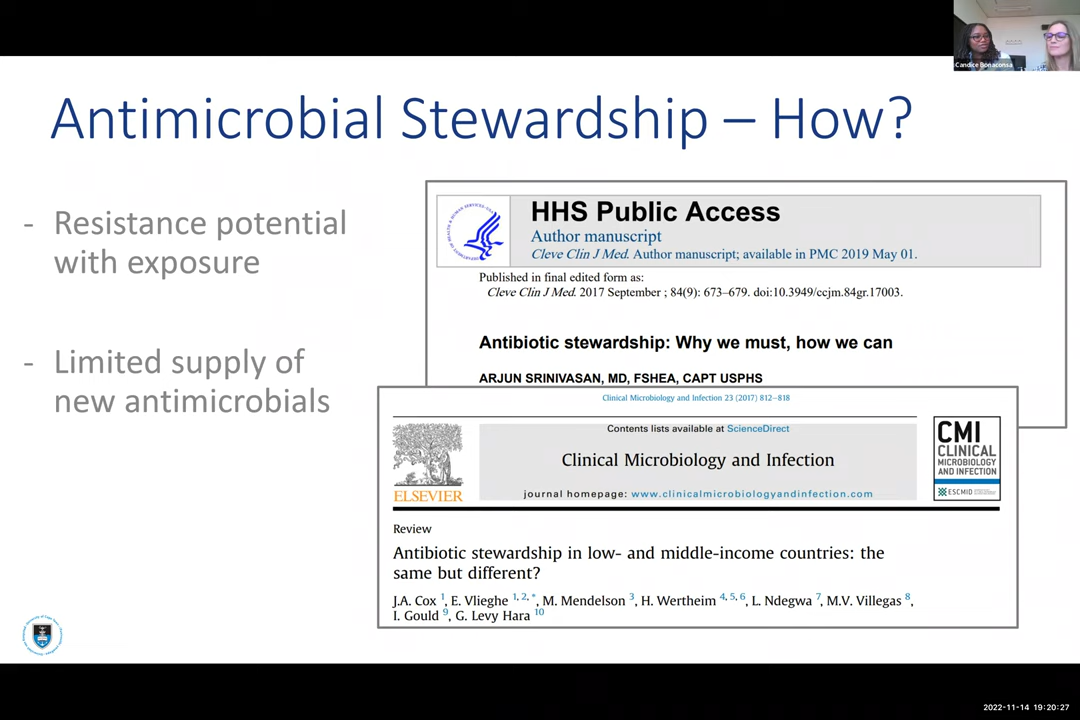 Candice Bonaconsa
Antimicrobial Stewardship – How?
- Resistance potential
with exposure
- Limited supply of
new antimicrobials
HHS Public Access
Author manuscript
Cleve Clin J Med. Author manuscript; available in PMC 2019 May 01.
Published in final edited form as:
Cleve Clin J Med. 2017 September ; 84(9): 673–679. doi:10.3949/ccjm.84gr.17003.
Antibiotic stewardship: Why we must, how we can
ARJUN SRINIVASAN, MD, FSHEA, CAPT USPHS
Clinical Microbiology and Infection 23 (2017) 812–818
Contents lists available at ScienceDirect
Clinical Microbiology and Infection
journal homepage: www.clinicalmicrobiologyandinfection.com
ELSEVIER
CMI
CLINICAL
MICROBIOLOGY
AND INFECTION
ESCMID
Review
Antibiotic stewardship in low- and middle-income countries: the
same but different?
J.A. Cox 1, E. Vlieghe 1, 2, *, M. Mendelson 3, H. Wertheim 4, 5, 6, L. Ndegwa 7, M.V. Villegas 8,
I. Gould 9, G. Levy Hara 10
2022-11-14 19:20:27